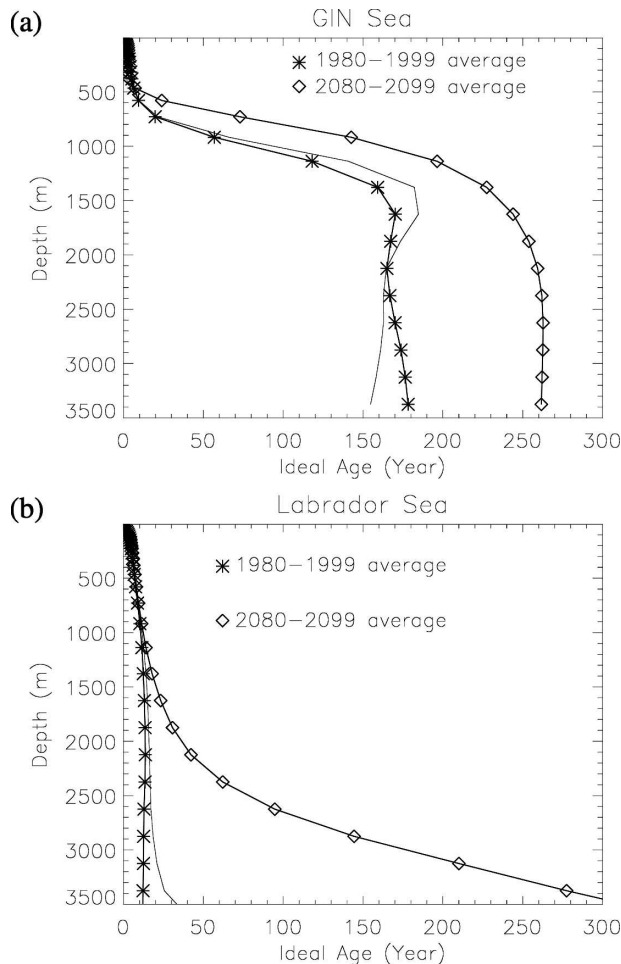 (a)
GIN Sea
1980–1999 average
2080–2099 average
500
1000
1500
2000
2500
3000
3500
Depth (m)
0 50 100 150 200 250 300
Ideal Age (Year)
(b)
Labrador Sea
1980–1999 average
2080–2099 average
500
1000
1500
2000
2500
3000
3500
Depth (m)
0 50 100 150 200 250 300
Ideal Age (Year)